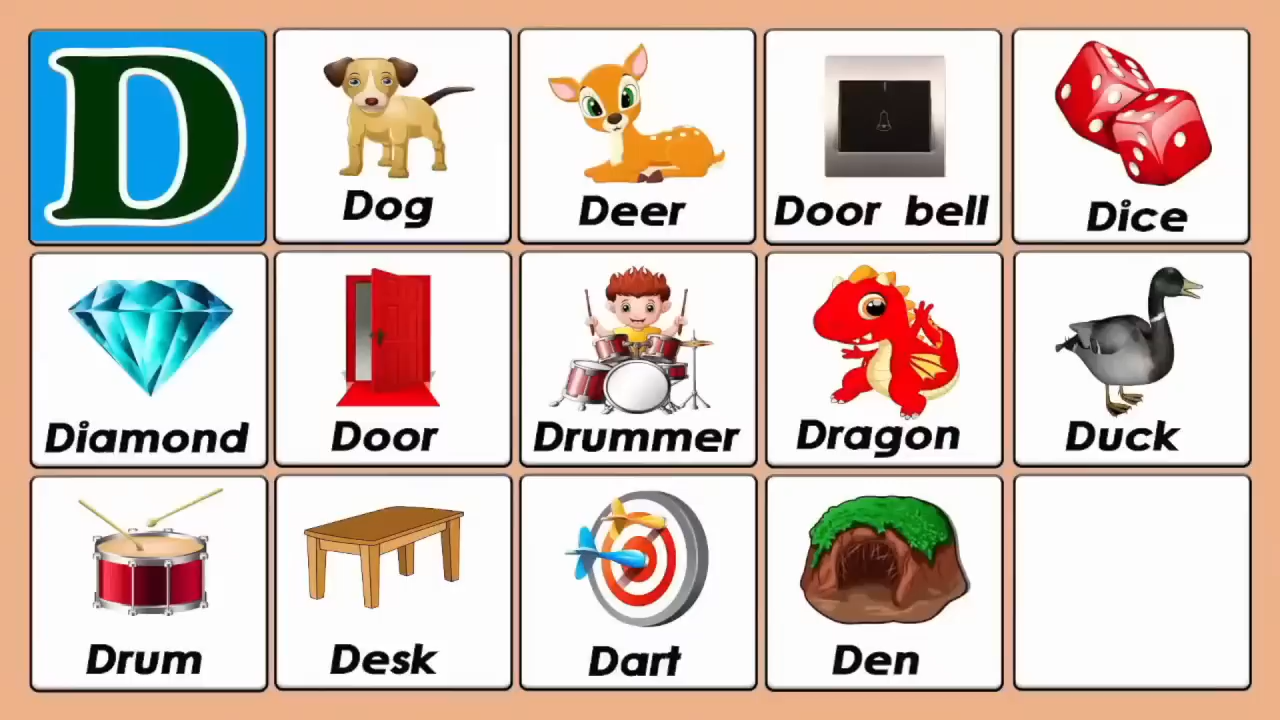 D
Dog
Deer
Door bell
Dice
Diamond
Door
Drummer
Dragon
Duck
Drum
Desk
Dart
Den